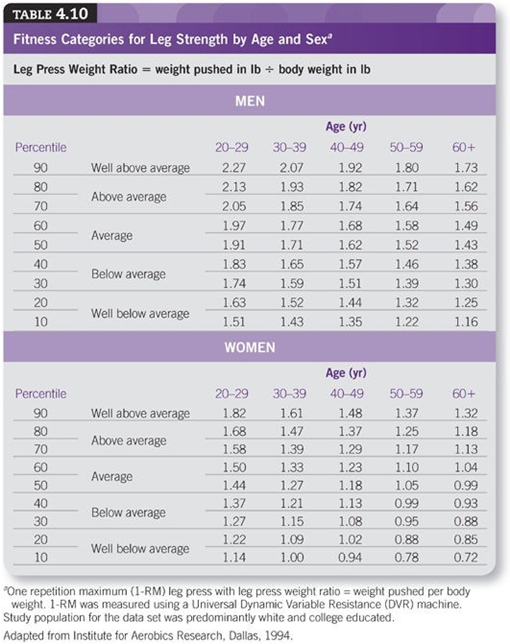 TABLE 4.10
Fitness Categories for Leg Strength by Age and Sexª
Leg Press Weight Ratio = weight pushed in lb ÷ body weight in lb
MEN
Age (yr)
Percentile 20–29 30–39 40–49 50–59 60+
90 Well above average 2.27 2.07 1.92 1.80 1.73
80 2.13 1.93 1.82 1.71 1.62
Above average
70 2.05 1.85 1.74 1.64 1.56
60 1.97 1.77 1.68 1.58 1.49
Average
50 1.91 1.71 1.62 1.52 1.43
40 1.83 1.65 1.57 1.46 1.38
Below average
30 1.74 1.59 1.51 1.39 1.30
20 1.63 1.52 1.44 1.32 1.25
Well below average
10 1.51 1.43 1.35 1.22 1.16
WOMEN
Age (yr)
Percentile 20–29 30–39 40–49 50–59 60+
90 Well above average 1.82 1.61 1.48 1.37 1.32
80 1.68 1.47 1.37 1.25 1.18
Above average
70 1.58 1.39 1.29 1.17 1.13
60 1.50 1.33 1.23 1.10 1.04
Average
50 1.44 1.27 1.18 1.05 0.99
40 1.37 1.21 1.13 0.99 0.93
Below average
30 1.27 1.15 1.08 0.95 0.88
20 1.22 1.09 1.02 0.88 0.85
Well below average
10 1.14 1.00 0.94 0.78 0.72
ªOne repetition maximum (1-RM) leg press with leg press weight ratio = weight pushed per body
weight. 1-RM was measured using a Universal Dynamic Variable Resistance (DVR) machine.
Study population for the data set was predominantly white and college educated.
Adapted from Institute for Aerobics Research, Dallas, 1994.